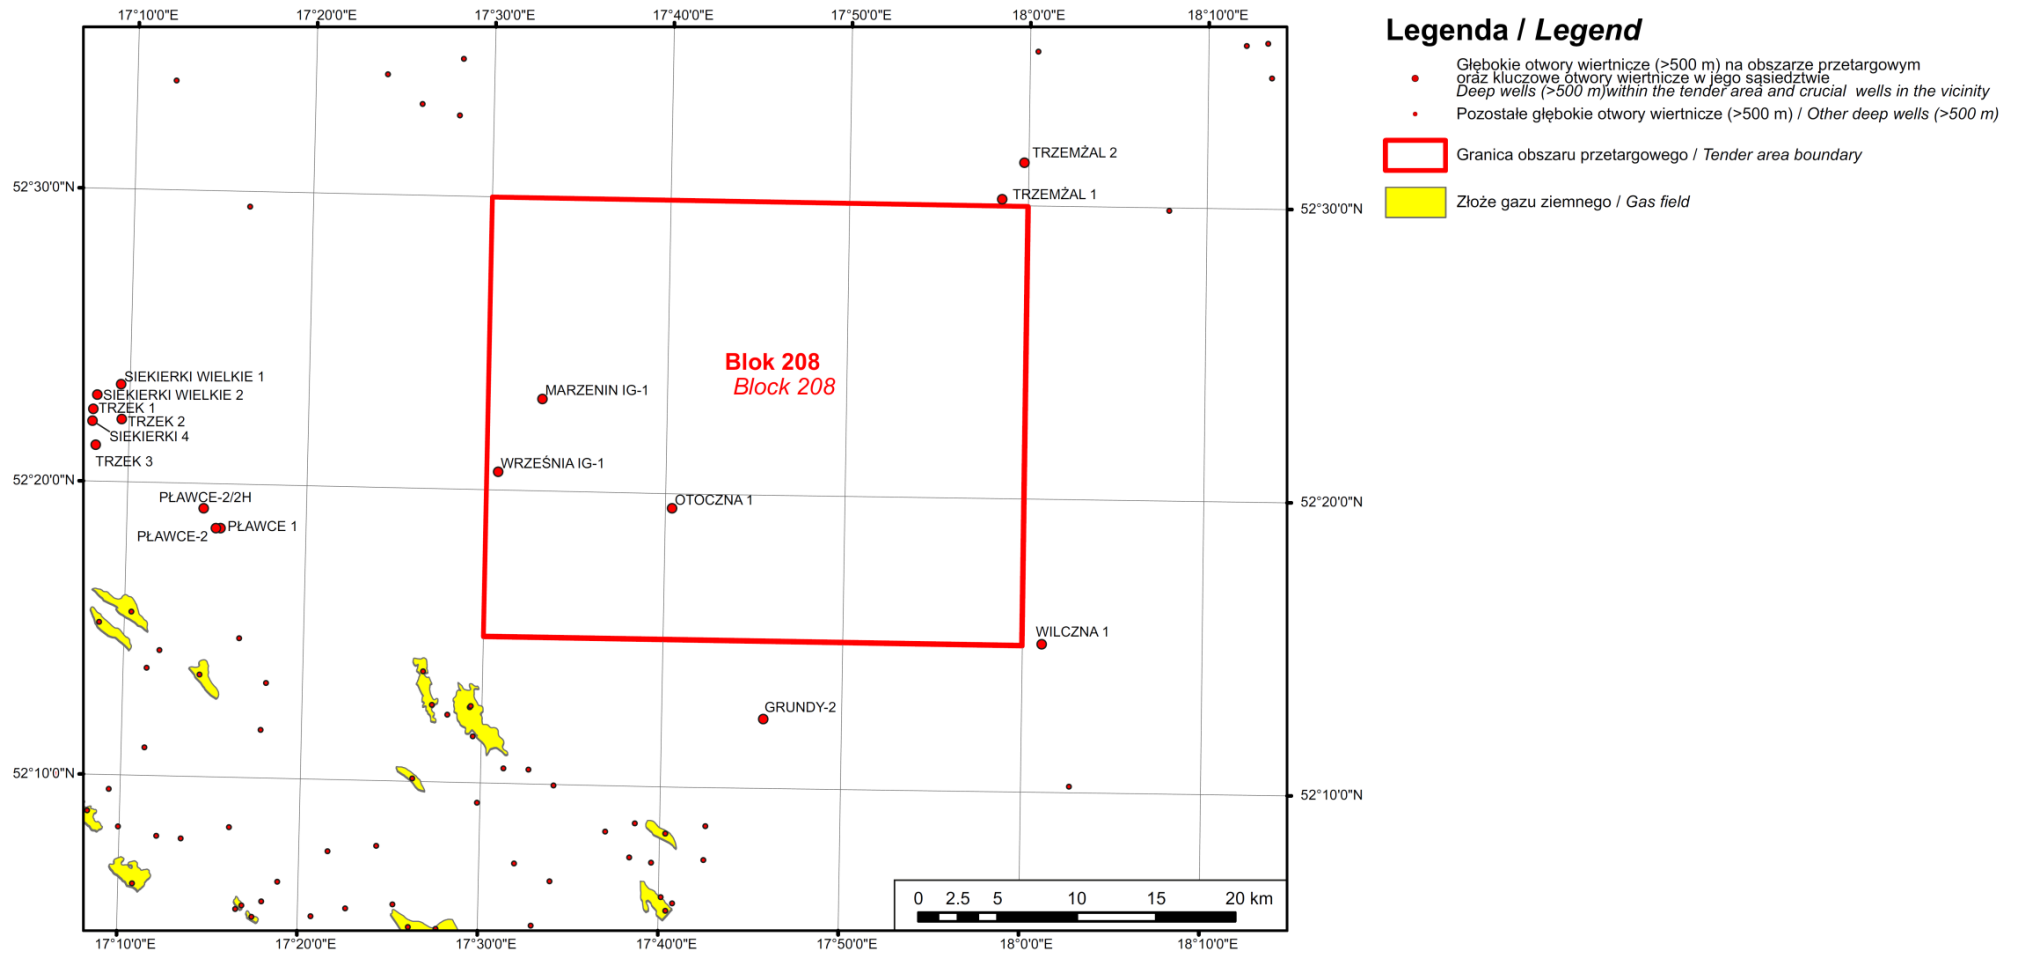 17°10'0"E
17°20'0"E
17°30'0"E
17°40'0"E
17°50'0"E
18°0'0"E
18°10'0"E
Legenda / Legend
Głębokie otwory wiertnicze (>500 m) na obszarze przetargowym
oraz kluczowe otwory wiertnicze w jego sąsiedztwie
Deep wells (>500 m)within the tender area and crucial wells in the vicinity
Pozostałe głębokie otwory wiertnicze (>500 m) / Other deep wells (>500 m)
Granica obszaru przetargowego / Tender area boundary
Złoże gazu ziemnego / Gas field
TRZEMŻAL 2
52°30'0"N
TRZEMŻAL 1
52°30'0"N
Blok 208
Block 208
SIEKIERKI WIELKIE 1
SIEKIERKI WIELKIE 2
MARZENIN IG-1
TRZEK 1
TRZEK 2
SIEKIERKI 4
TRZEK 3
WRZEŚNIA IG-1
52°20'0"N
PŁAWCE-2/2H
OTOCZNA 1
52°20'0"N
PŁAWCE 1
PŁAWCE-2
WILCZNA 1
GRUNDY-2
52°10'0"N
52°10'0"N
0 2.5 5 10 15 20 km
17°10'0"E
17°20'0"E
17°30'0"E
17°40'0"E
17°50'0"E
18°0'0"E
18°10'0"E